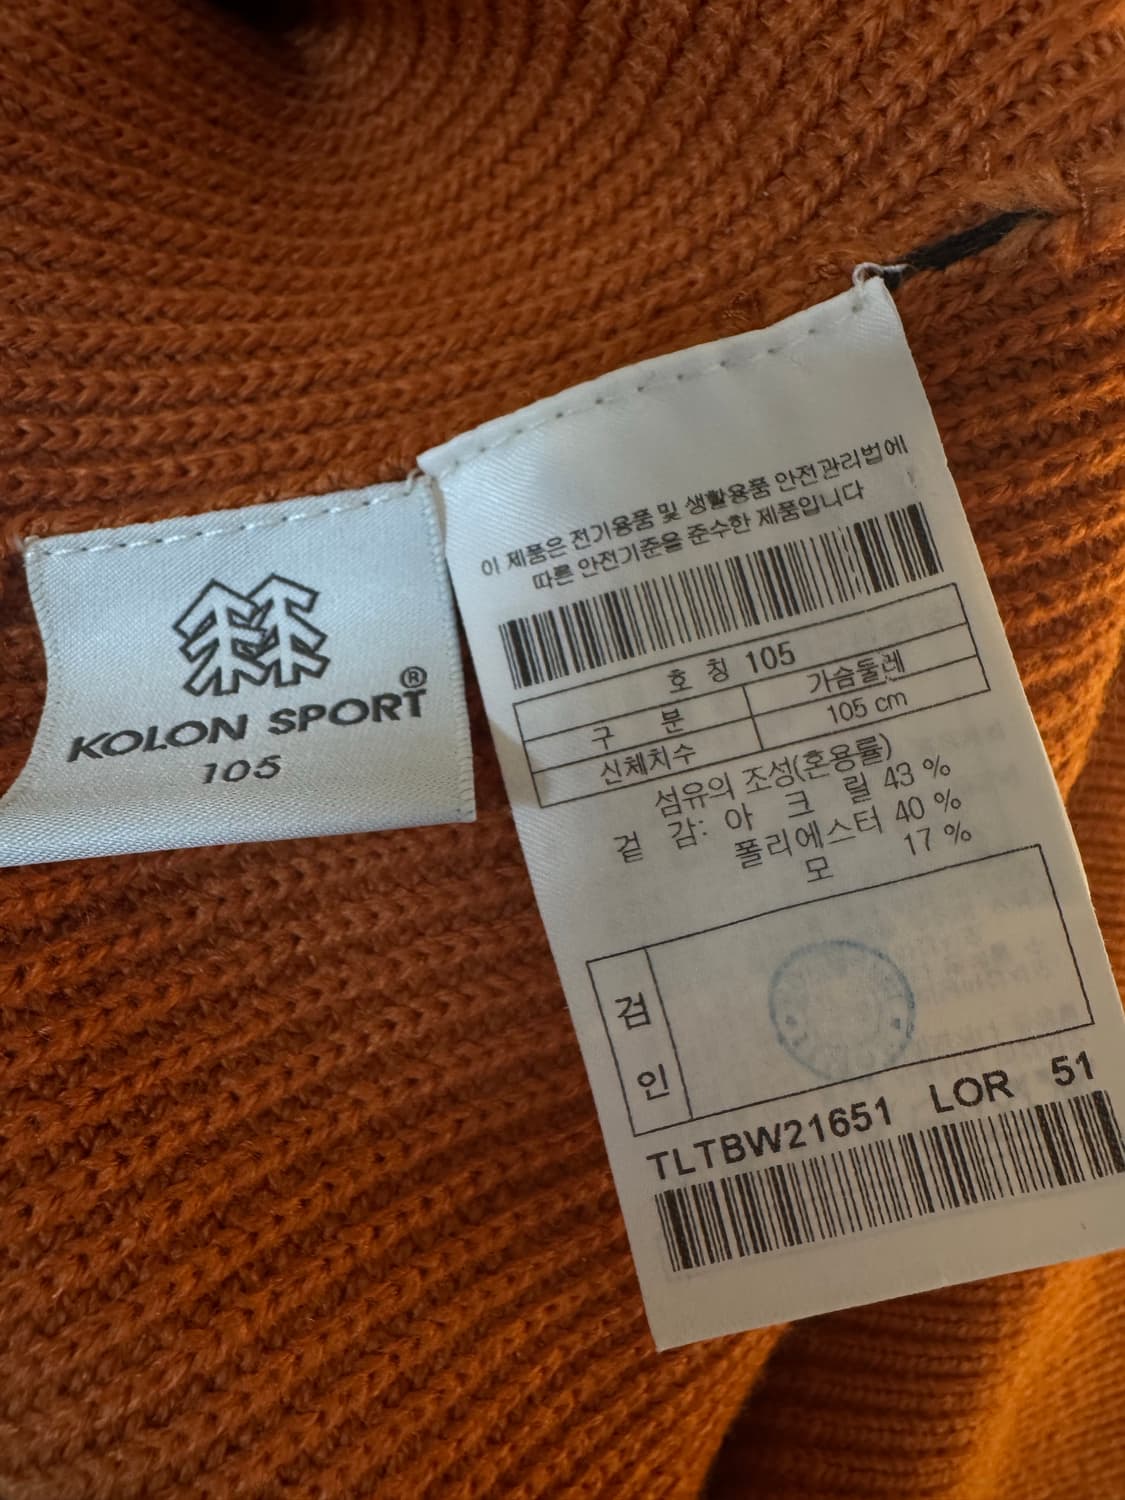 KOLON SPORT®
105
이 제품은 전기용품 및 생활용품 안전관리법에
따른 안전기준을 준수한 제품입니다
호 칭 105
구 분 가슴둘레
신체치수 105 cm
섬유의 조성(혼용률)
겉 감: 아 크 릴 43 %
폴리에스터 40 %
모 17 %
검
인
TLTBW21651 LOR 51